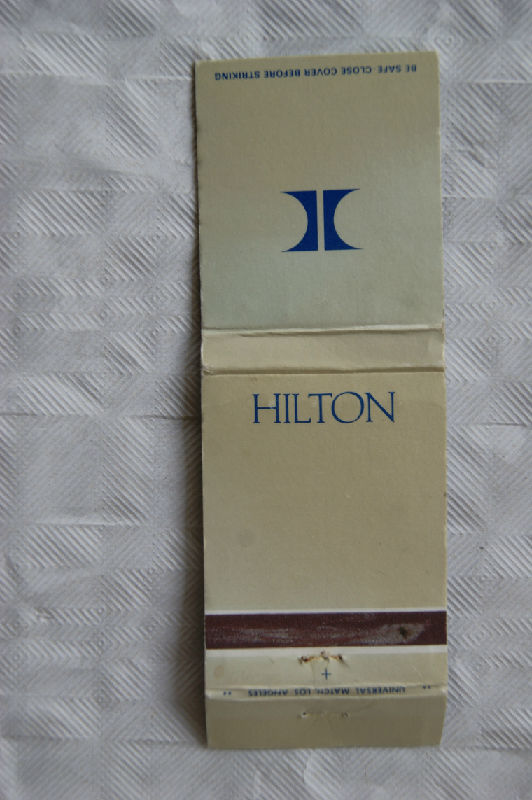 BE SAFE. CLOSE COVER BEFORE STRIKING
HILTON
UNIVERSAL MATCH, LOS ANGELES